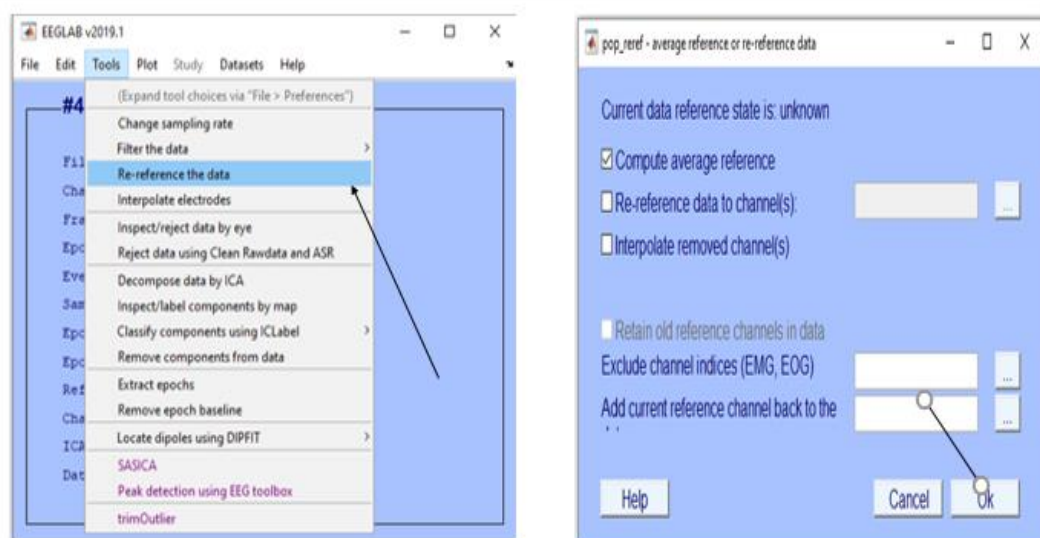 EEGLAB v2019.1
File Edit Tools Plot Study Datasets Help
#4
(Expand tool choices via "File > Preferences")
Change sampling rate
Fil
Filter the data
Re-reference the data
Cha
Interpolate electrodes
Fre
Inspect/reject data by eye
Epo
Reject data using Clean Rawdata and ASR
Eve
Decompose data by ICA
Sam
Inspect/label components by map
Epo
Classify components using ICLabel
Epo
Remove components from data
Ref
Extract epochs
Remove epoch baseline
Cha
Locate dipoles using DIPFIT
ICA
SASICA
Dat
Peak detection using EEG toolbox
trimOutlier
pop_reref - average reference or re-reference data
Current data reference state is: unknown
Compute average reference
Re-reference data to channel(s):
...
Interpolate removed channel(s)
Retain old reference channels in data
Exclude channel indices (EMG, EOG)
...
Add current reference channel back to the
...
Help Cancel Ok